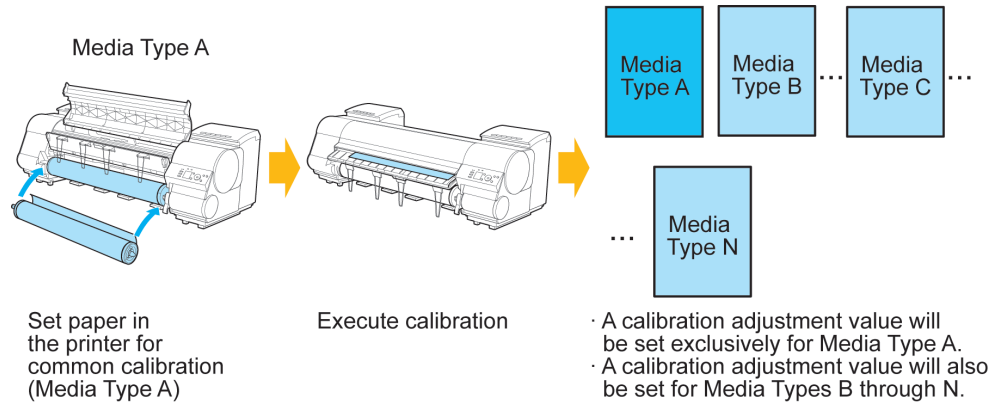 Media Type A
Media
Type A
Media
Type B
...
Media
Type C
...
...
Media
Type N
Set paper in
the printer for
common calibration
(Media Type A)
Execute calibration
· A calibration adjustment value will
be set exclusively for Media Type A.
· A calibration adjustment value will also
be set for Media Types B through N.